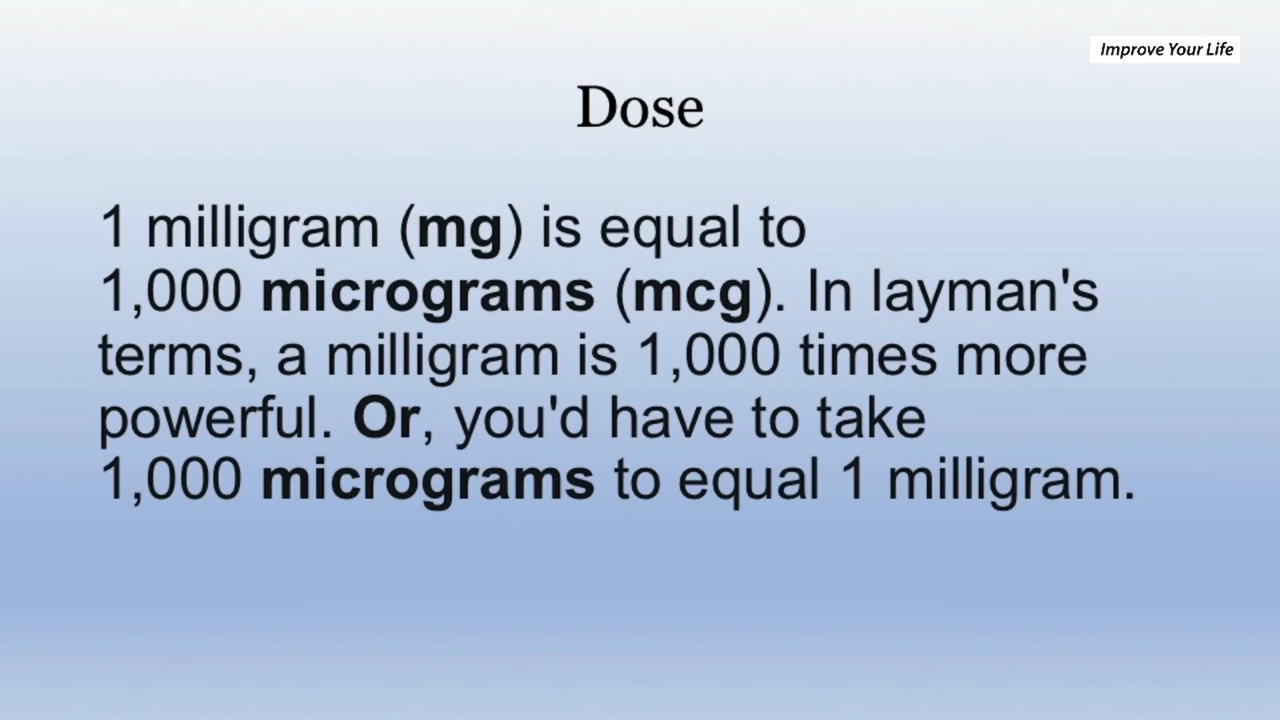 Improve Your Life
Dose
1 milligram (mg) is equal to
1,000 micrograms (mcg). In layman's
terms, a milligram is 1,000 times more
powerful. Or, you'd have to take
1,000 micrograms to equal 1 milligram.